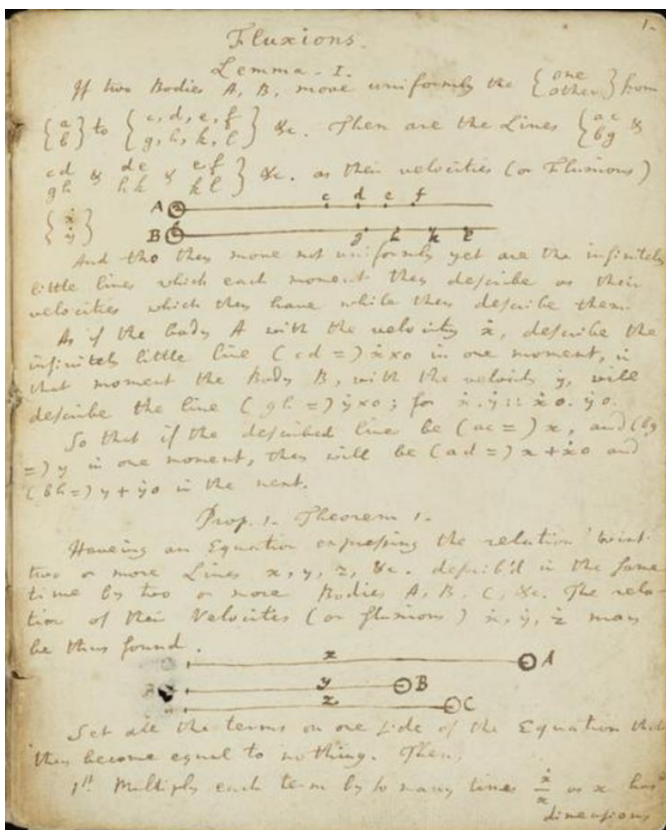 1.
Fluxions.
Lemma-I.
If two Bodies A, B, move uniformly the { one other } from
{ a b } to { c, d, e, f g, h, k, l } &c. Then are the Lines { ac bg &
cd gh & de hk & ef kl } &c. as their velocities (or Fluxions)
{ ẋ ẏ }
A c d e f
B g h k l
And tho they move not uniformly yet are the infinitely
little lines which each moment they describe as their
velocities which they have while they describe them.
As if the body A with the velocity ẋ, describe the
infinitely little line (cd=) ẋ×o in one moment, in
that moment the Body B, with the velocity ẏ, will
describe the line (gh=) ẏ×o; for ẋ.ẏ::ẋo.ẏo.
So that if the described lines be (ac=) x, and (bg
=) y in one moment, they will be (ad=) x+ẋo and
(bh=) y+ẏo in the next.
Prop. 1. Theorem 1.
Haveing an Equation expressing the relation 'twixt
two or more Lines x, y, z, &c. describ'd in the same
time by two or more Bodies A, B, C, &c. The rela-
tion of their Velocities (or fluxions) ẋ, ẏ, ż may
be thus found.
x A
y B
z C
Set all the terms on one side of the Equation that
they become equal to nothing. Then,
1st Multiply each term by so many times ẋ/x as x has
dimensions